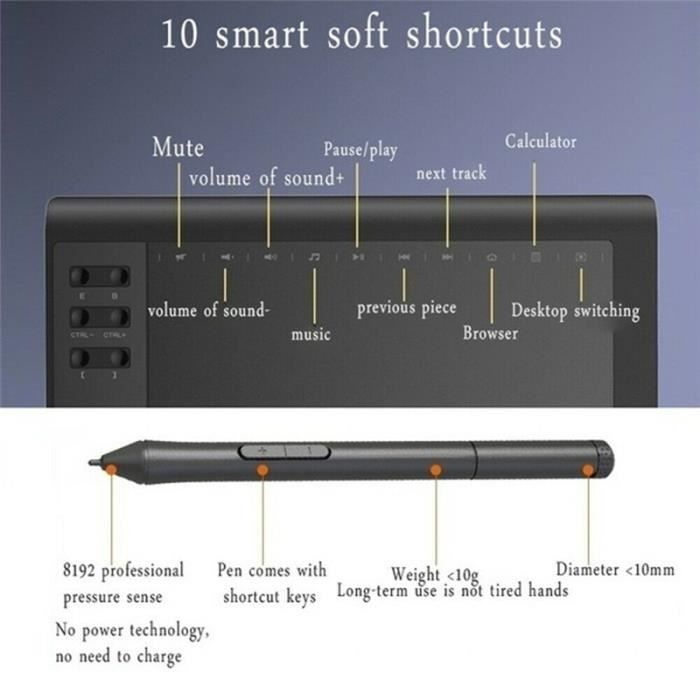 10 smart soft shortcuts
Mute
Pause/play
Calculator
volume of sound+
next track
volume of sound-
music
previous piece
Browser
Desktop switching
E B
CTRL- CTRL+
[ ]
8192 professional
pressure sense
No power technology,
no need to charge
Pen comes with
shortcut keys
Weight <10g
Long-term use is not tired hands
Diameter <10mm